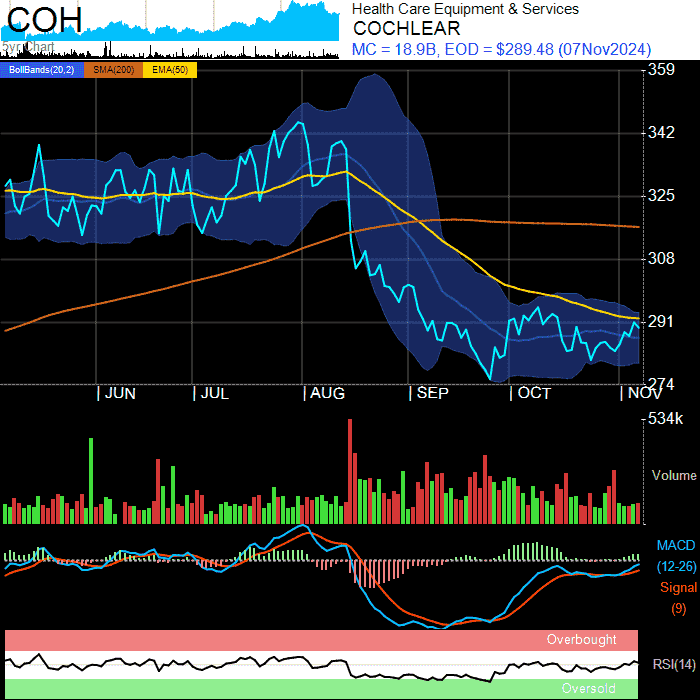 COH
5yr Chart
Health Care Equipment & Services
COCHLEAR
MC = 18.9B, EOD = $289.48 (07Nov2024)
BollBands(20,2) SMA(200) EMA(50)
359
342
325
308
291
274
JUN JUL AUG SEP OCT NOV
534k
Volume
MACD
(12-26)
Signal
(9)
Overbought
RSI(14)
Oversold